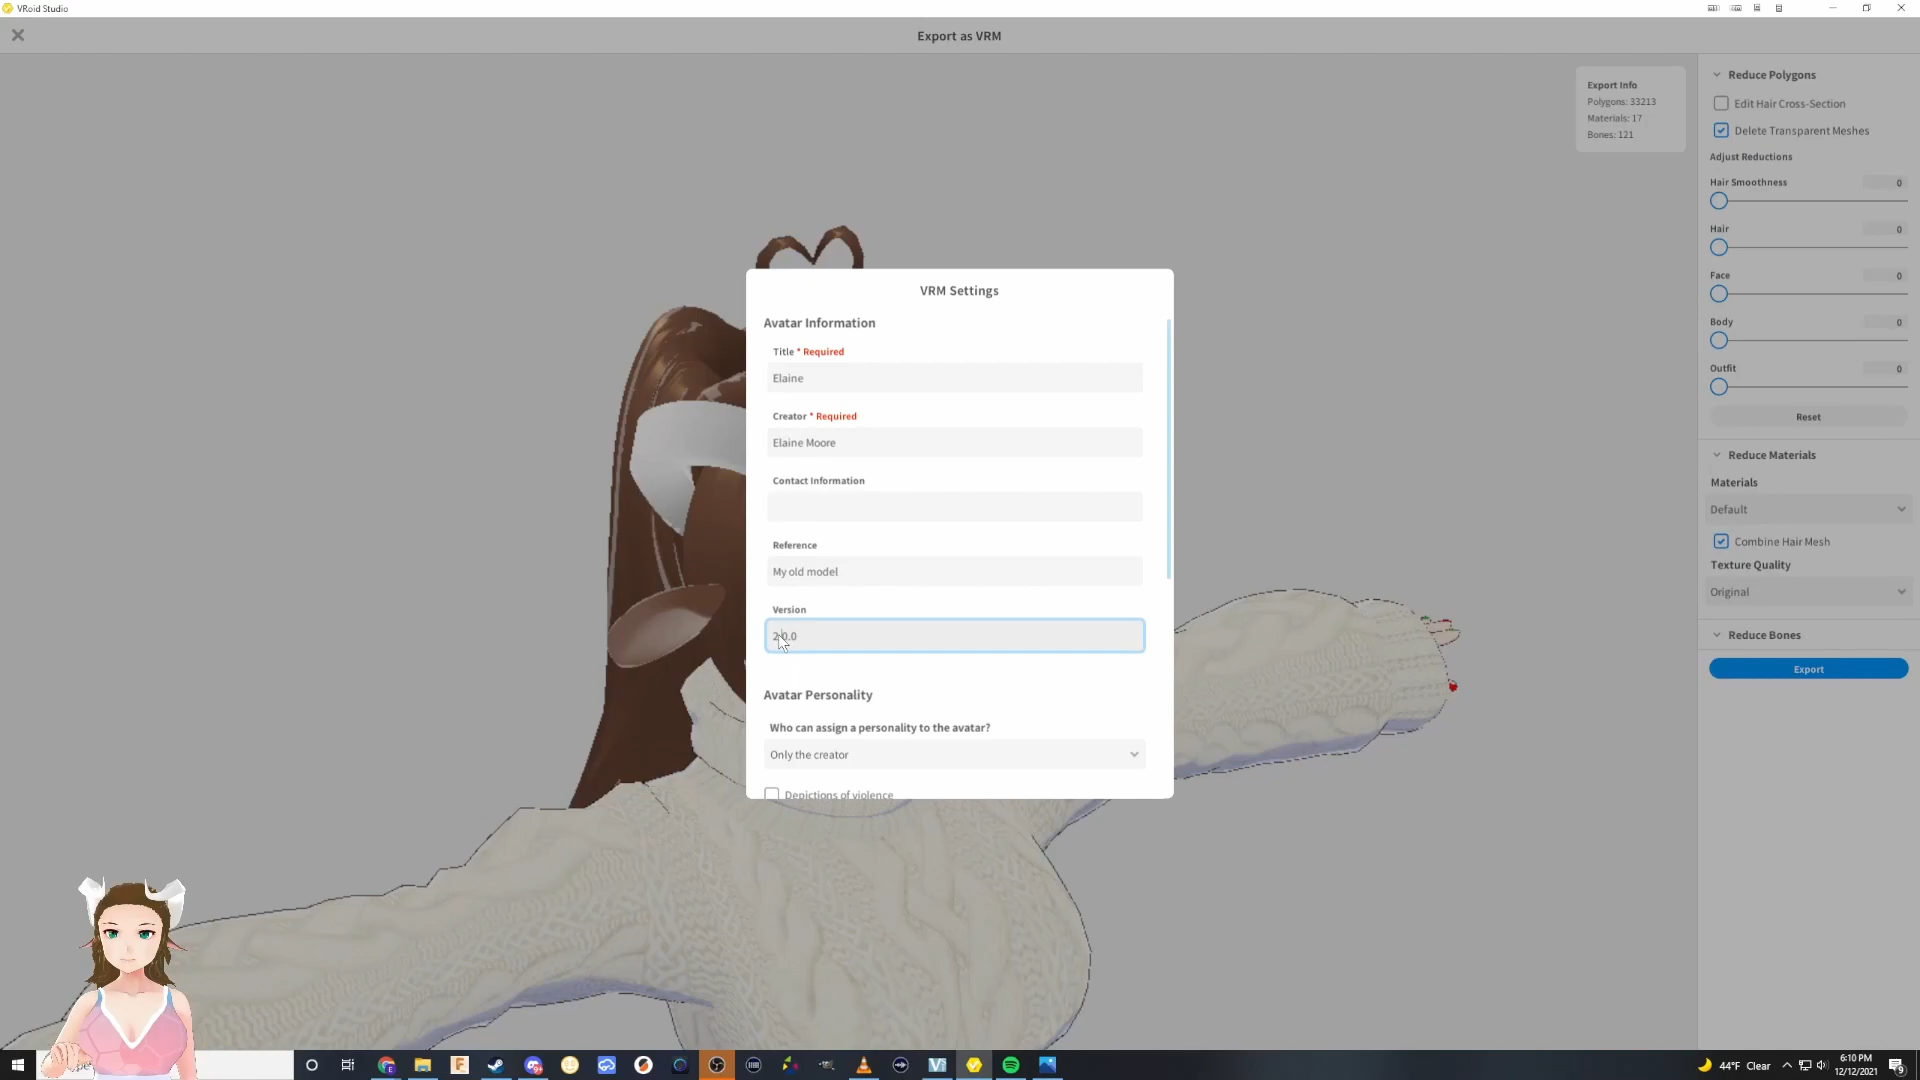 VRoid Studio
Export as VRM
Export Info
Polygons: 33213
Materials: 17
Bones: 121
VRM Settings
Avatar Information
Title * Required
Elaine
Creator * Required
Elaine Moore
Contact Information
Reference
My old model
Version
2.0.0
Avatar Personality
Who can assign a personality to the avatar?
Only the creator
Depictions of violence
Reduce Polygons
Edit Hair Cross-Section
Delete Transparent Meshes
Adjust Reductions
Hair Smoothness 0
Hair 0
Face 0
Body 0
Outfit 0
Reset
Reduce Materials
Materials
Default
Combine Hair Mesh
Texture Quality
Original
Reduce Bones
Export
44°F Clear
6:10 PM
12/12/2021